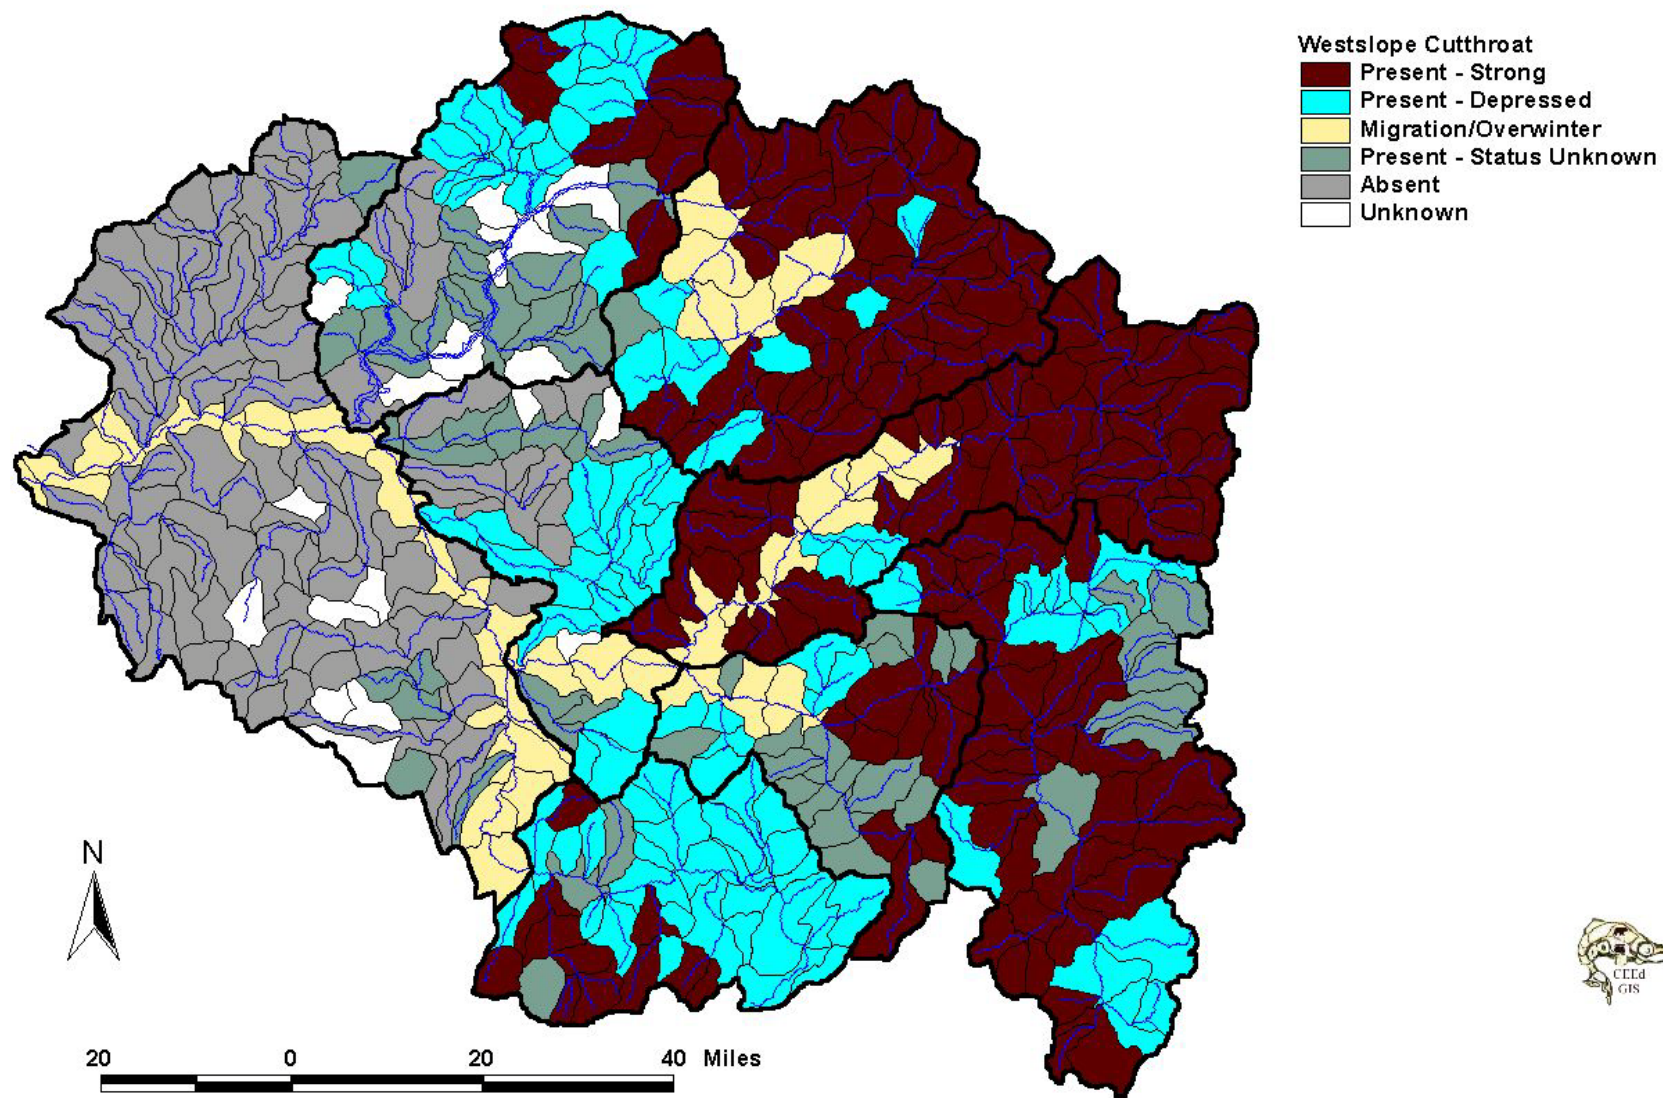 Westslope Cutthroat
Present - Strong
Present - Depressed
Migration/Overwinter
Present - Status Unknown
Absent
Unknown
N
20 0 20 40 Miles
CEEd
GIS